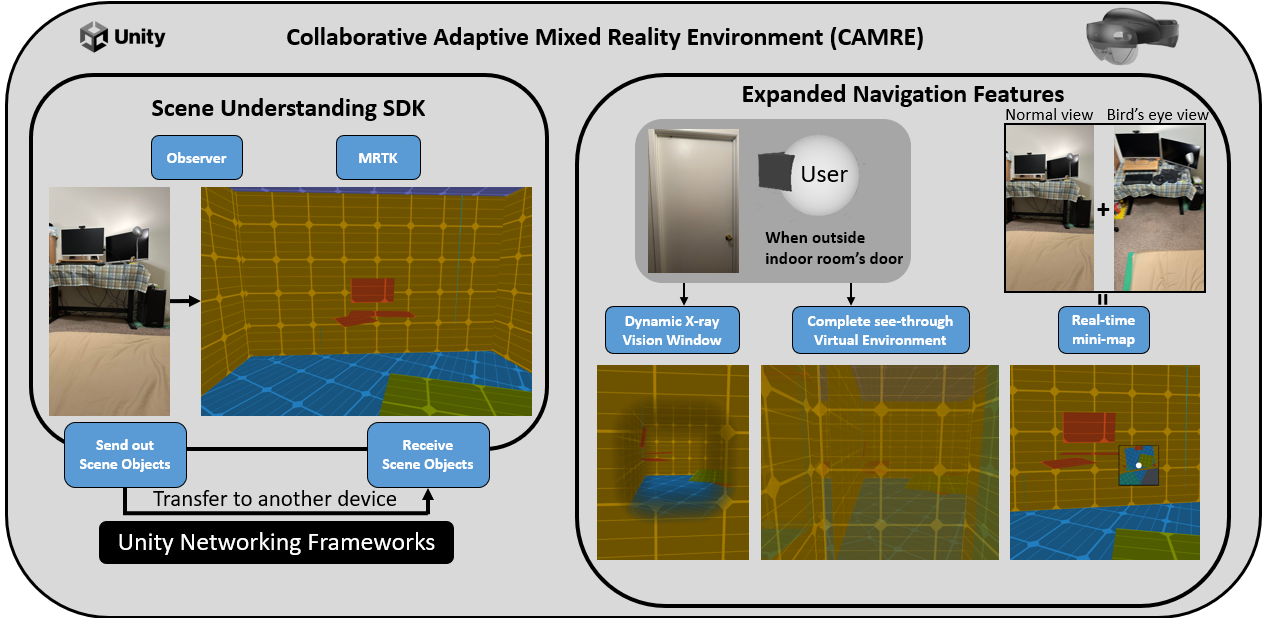 Unity
Collaborative Adaptive Mixed Reality Environment (CAMRE)
Scene Understanding SDK
Observer
MRTK
Send out
Scene Objects
Receive
Scene Objects
Transfer to another device
Unity Networking Frameworks
Expanded Navigation Features
Normal view
Bird's eye view
User
When outside
indoor room's door
+
=
Dynamic X-ray
Vision Window
Complete see-through
Virtual Environment
Real-time
mini-map